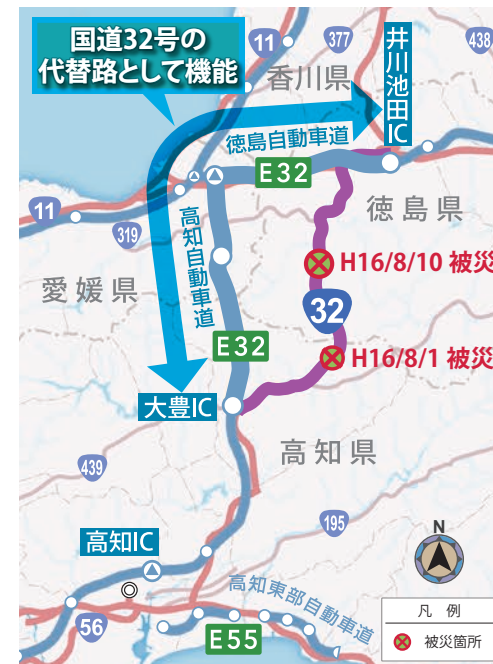 国道32号の
代替路として機能
11
377
438
香川県
井川池田IC
徳島自動車道
E32
徳島県
11
319
高知自動車道
H16/8/10 被災
愛媛県
32
E32
H16/8/1 被災
大豊IC
高知県
439
195
N
高知IC
高知東部自動車道
56
E55
凡 例
被災箇所